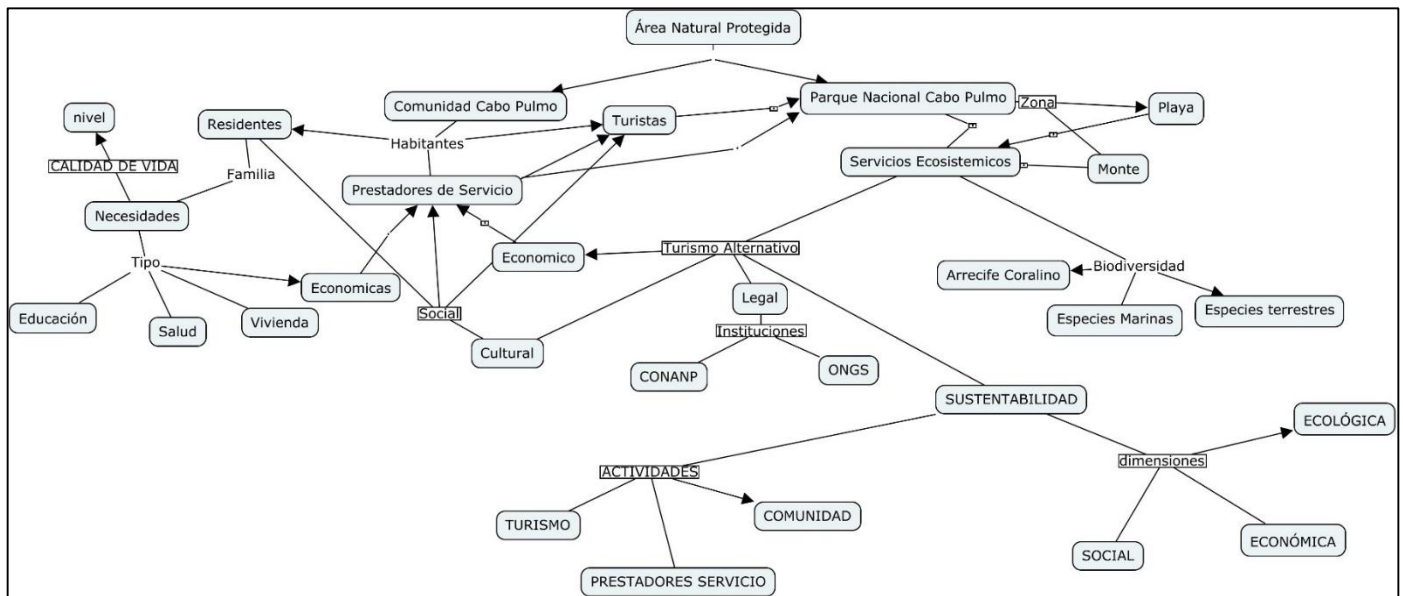 Área Natural Protegida
Comunidad Cabo Pulmo
Parque Nacional Cabo Pulmo
Zona
Playa
nivel
Residentes
Turistas
Habitantes
CALIDAD DE VIDA
Familia
Servicios Ecosistemicos
Monte
Prestadores de Servicio
Necesidades
Economico
Turismo Alternativo
Tipo
Arrecife Coralino
Biodiversidad
Economicas
Legal
Especies Marinas
Especies terrestres
Educación
Salud
Vivienda
Social
Instituciones
Cultural
CONANP
ONGS
SUSTENTABILIDAD
ECOLÓGICA
ACTIVIDADES
dimensiones
TURISMO
COMUNIDAD
SOCIAL
ECONÓMICA
PRESTADORES SERVICIO